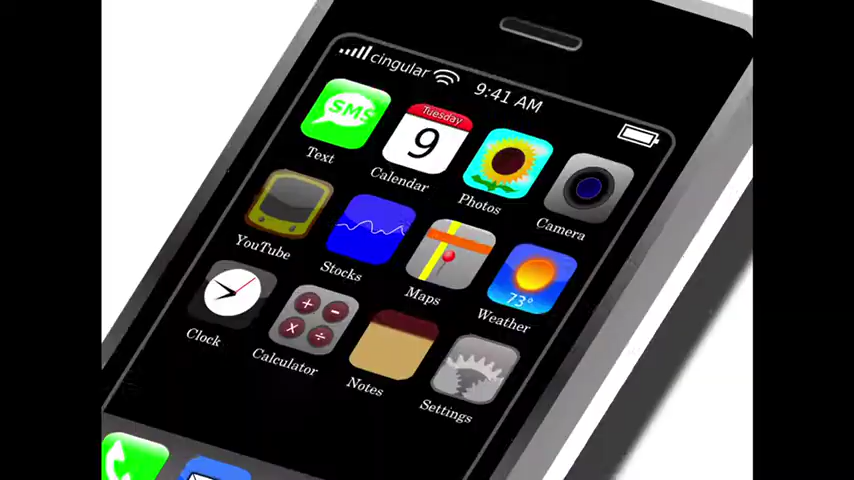 cingular 9:41 AM
SMS Tuesday
9
Text Calendar Photos Camera
73°
YouTube Stocks Maps Weather
+ −
x ÷
Clock Calculator Notes Settings